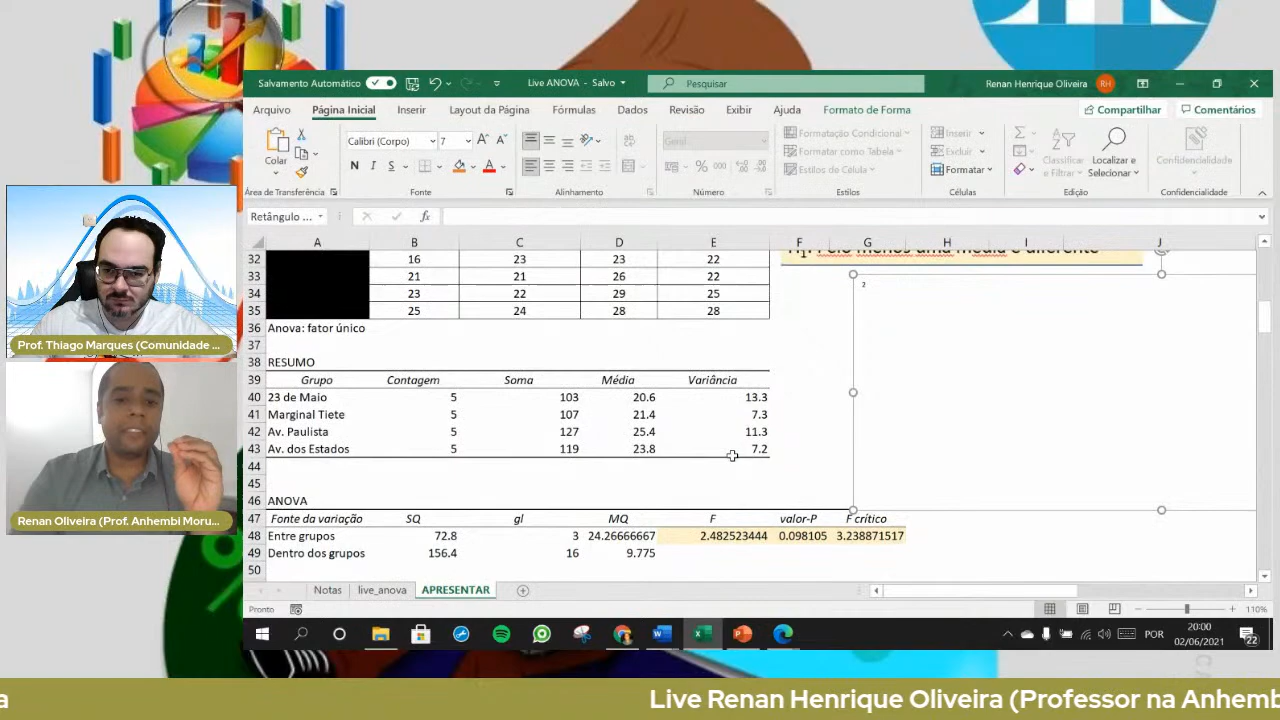 Salvamento Automático
Live ANOVA - Salvo
Pesquisar
Renan Henrique Oliveira
RH
Arquivo
Página Inicial
Inserir
Layout da Página
Fórmulas
Dados
Revisão
Exibir
Ajuda
Formato de Forma
Compartilhar
Comentários
Colar
Calibri (Corpo) 7
N I S
Geral
Formatação Condicional
Formatar como Tabela
Estilos de Célula
Inserir
Excluir
Formatar
Classificar e Filtrar
Localizar e Selecionar
Confidencialidade
Área de Transferência
Fonte
Alinhamento
Número
Estilos
Células
Edição
Confidencialidade
Retângulo ...
fx
A B C D E F G H I J
32 16 23 23 22
33 21 21 26 22
34 23 22 29 25
35 25 24 28 28
2
36 Anova: fator único
37
38 RESUMO
39 Grupo Contagem Soma Média Variância
40 23 de Maio 5 103 20.6 13.3
41 Marginal Tiete 5 107 21.4 7.3
42 Av. Paulista 5 127 25.4 11.3
43 Av. dos Estados 5 119 23.8 7.2
44
45
46 ANOVA
47 Fonte da variação SQ gl MQ F valor-P F crítico
48 Entre grupos 72.8 3 24.26666667 2.482523444 0.098105 3.238871517
49 Dentro dos grupos 156.4 16 9.775
50
Notas live_anova APRESENTAR
Pronto
110%
POR
20:00
02/06/2021
22
Prof. Thiago Marques (Comunidade ...
Renan Oliveira (Prof. Anhembi Moru...
a
Live Renan Henrique Oliveira (Professor na Anhemb